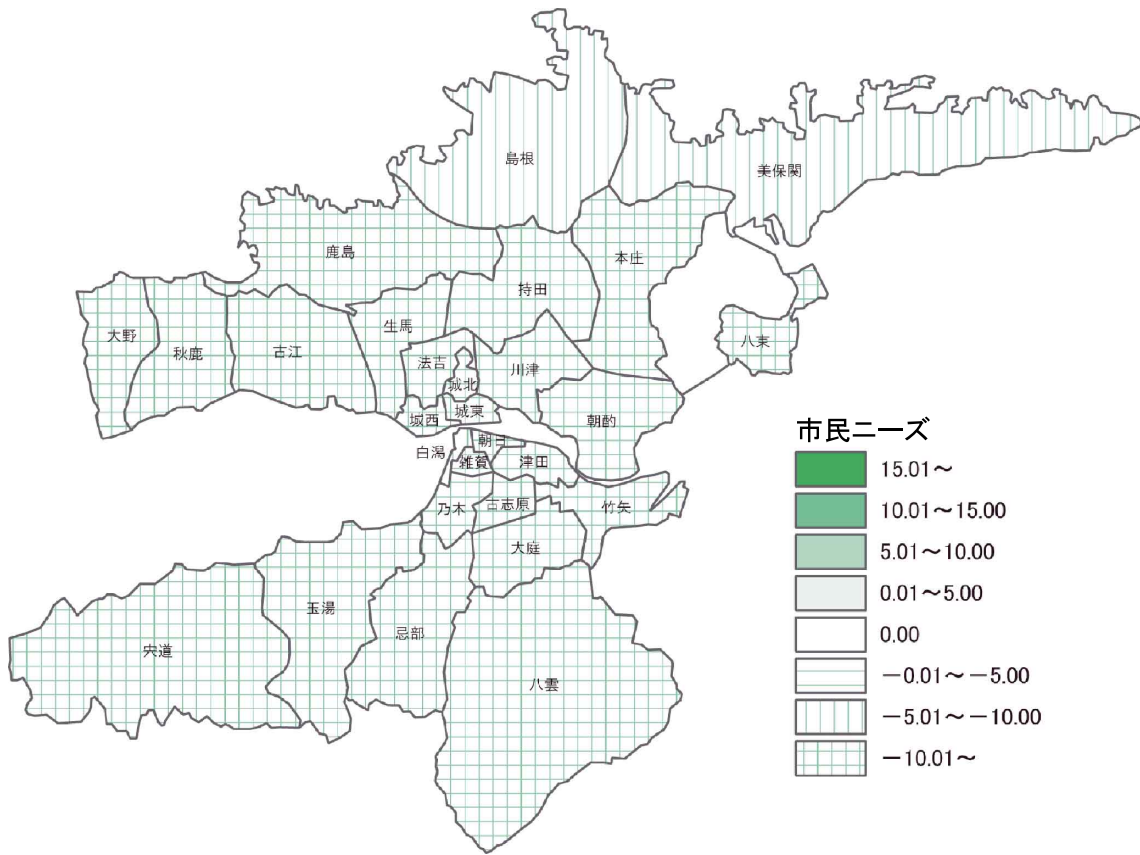 島根
美保関
鹿島
本庄
持田
大野
秋鹿
古江
生馬
八束
法吉
川津
城北
城西
城東
朝酌
白潟
朝日
雑賀
津田
乃木
古志原
竹矢
大庭
玉湯
忌部
宍道
八雲
市民ニーズ
15.01～
10.01～15.00
5.01～10.00
0.01～5.00
0.00
－0.01～－5.00
－5.01～－10.00
－10.01～